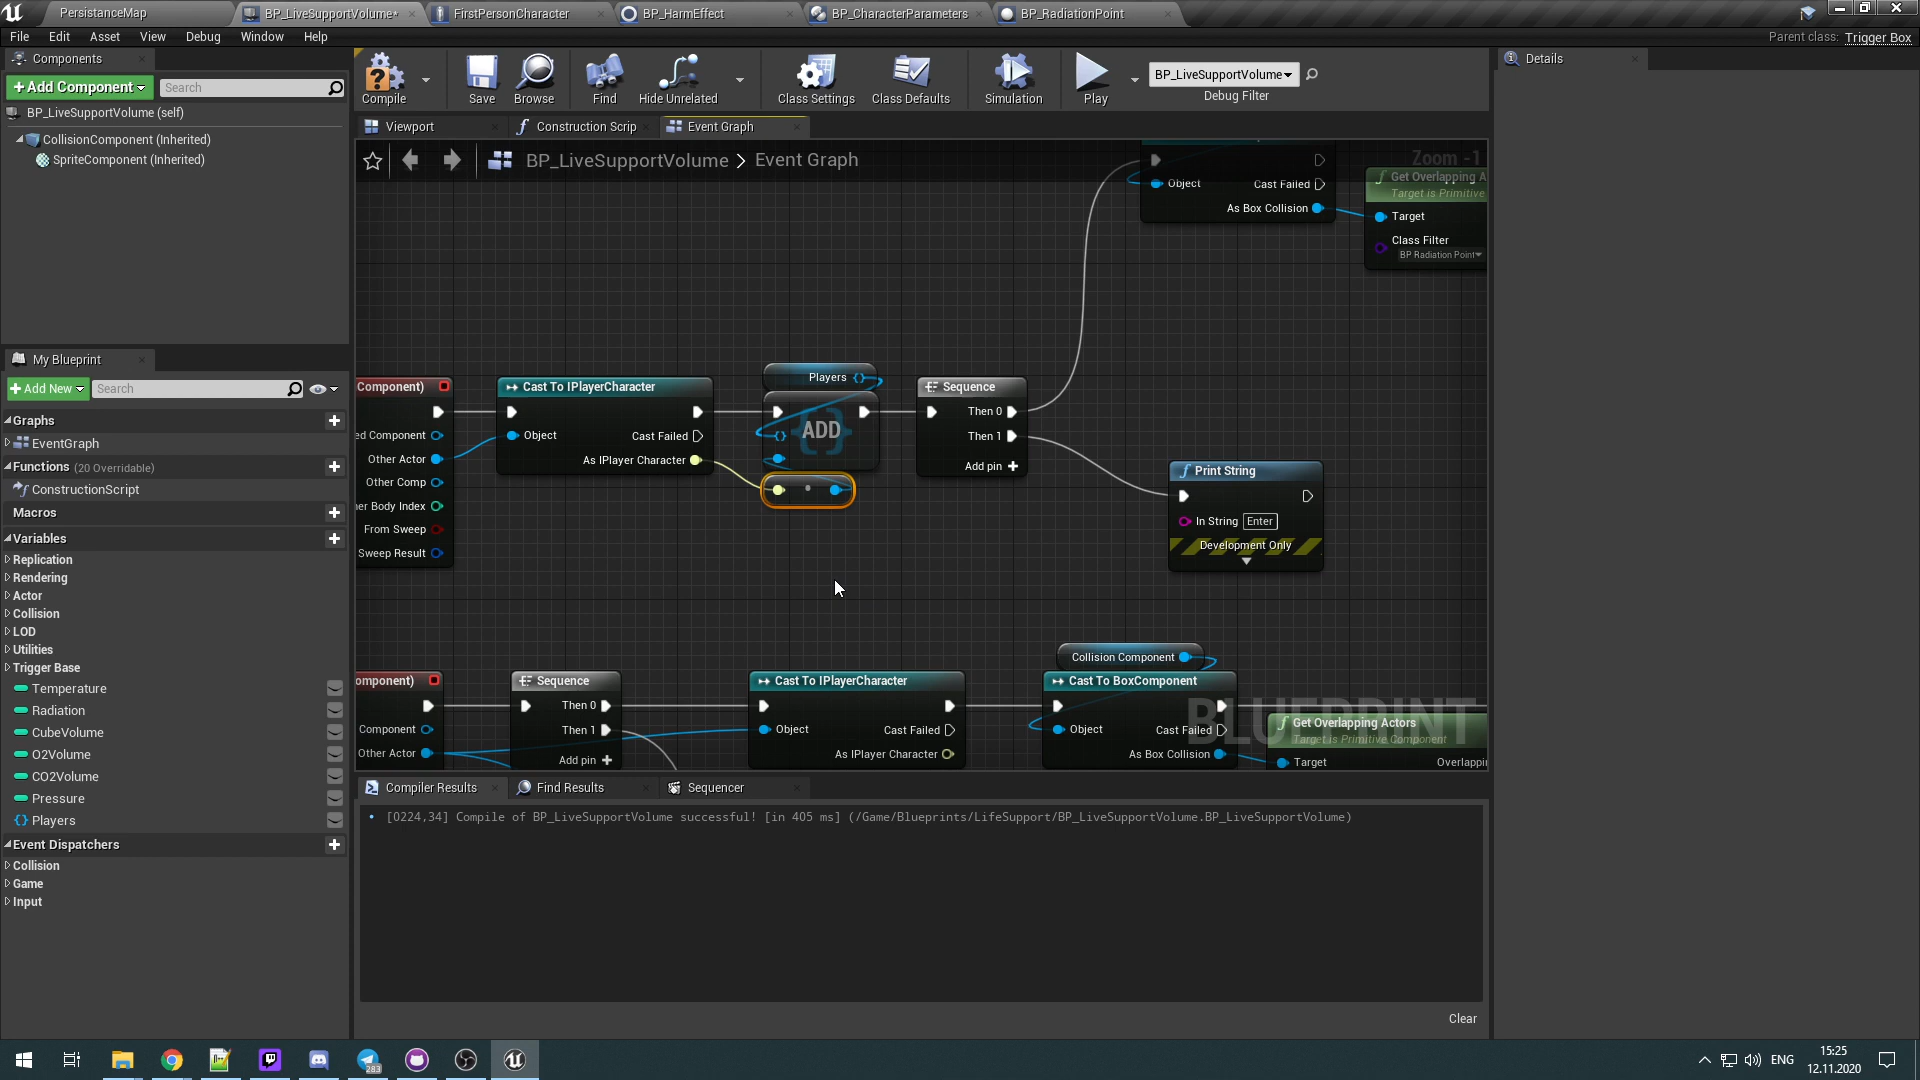 PersistanceMap
BP_LiveSupportVolume*
FirstPersonCharacter
BP_HarmEffect
BP_CharacterParameters
BP_RadiationPoint
File
Edit
Asset
View
Debug
Window
Help
Parent class: Trigger Box
Components
+Add Component
Search
BP_LiveSupportVolume (self)
CollisionComponent (Inherited)
SpriteComponent (Inherited)
Compile
Save
Browse
Find
Hide Unrelated
Class Settings
Class Defaults
Simulation
Play
BP_LiveSupportVolume
Debug Filter
Details
Viewport
Construction Scrip
Event Graph
BP_LiveSupportVolume > Event Graph
Zoom -1
Object
Cast Failed
As Box Collision
Get Overlapping A
Target is Primitive
Target
Class Filter
BP Radiation Point
My Blueprint
+Add New
Search
Graphs
EventGraph
Functions (20 Overridable)
ConstructionScript
Macros
Variables
Replication
Rendering
Actor
Collision
LOD
Utilities
Trigger Base
Temperature
Radiation
CubeVolume
O2Volume
CO2Volume
Pressure
Players
Event Dispatchers
Collision
Game
Input
Component)
ed Component
Other Actor
Other Comp
er Body Index
From Sweep
Sweep Result
Cast To IPlayerCharacter
Object
Cast Failed
As IPlayer Character
Players
ADD
Sequence
Then 0
Then 1
Add pin +
Print String
In String Enter
Development Only
omponent)
Component
Other Actor
Sequence
Then 0
Then 1
Add pin +
Cast To IPlayerCharacter
Object
Cast Failed
As IPlayer Character
Collision Component
Cast To BoxComponent
Object
Cast Failed
As Box Collision
BLUEPRINT
Get Overlapping Actors
Target is Primitive Component
Target
Overlappin
Compiler Results
Find Results
Sequencer
[0224,34] Compile of BP_LiveSupportVolume successful! [in 405 ms] (/Game/Blueprints/LifeSupport/BP_LiveSupportVolume.BP_LiveSupportVolume)
Clear
283
ENG
15:25
12.11.2020